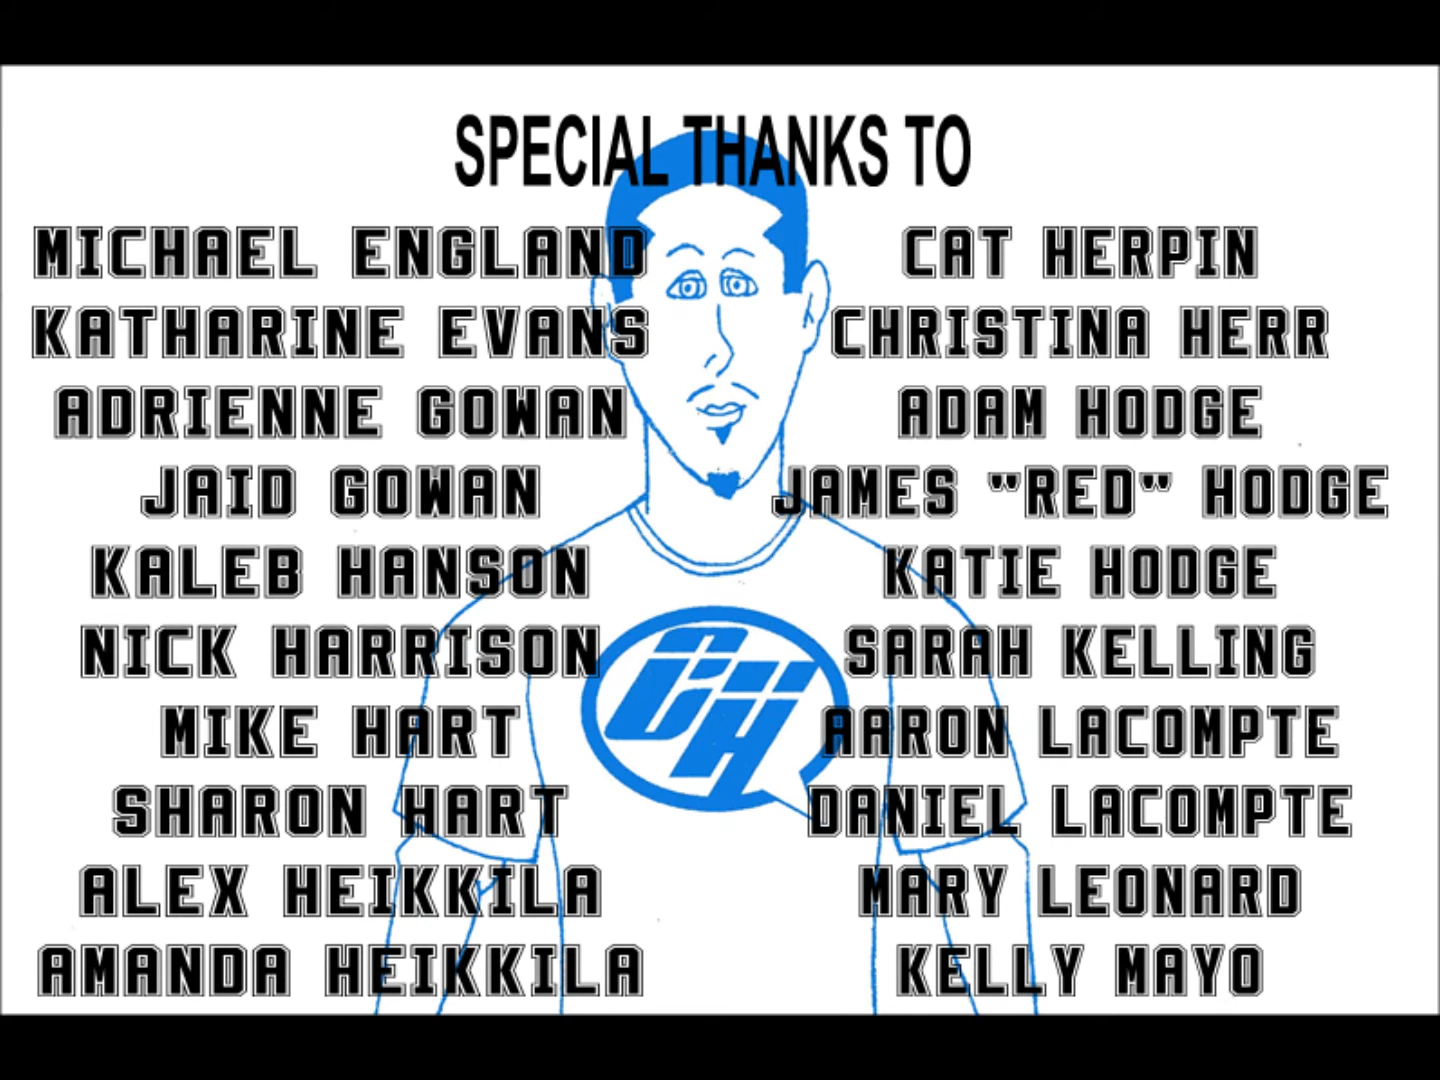 SPECIAL THANKS TO
MICHAEL ENGLAND
KATHARINE EVANS
ADRIENNE GOWAN
JAID GOWAN
KALEB HANSON
NICK HARRISON
MIKE HART
SHARON HART
ALEX HEIKKILA
AMANDA HEIKKILA
CAT HERPIN
CHRISTINA HERR
ADAM HODGE
JAMES "RED" HODGE
KATIE HODGE
SARAH KELLING
AARON LACOMPTE
DANIEL LACOMPTE
MARY LEONARD
KELLY MAYO
CH